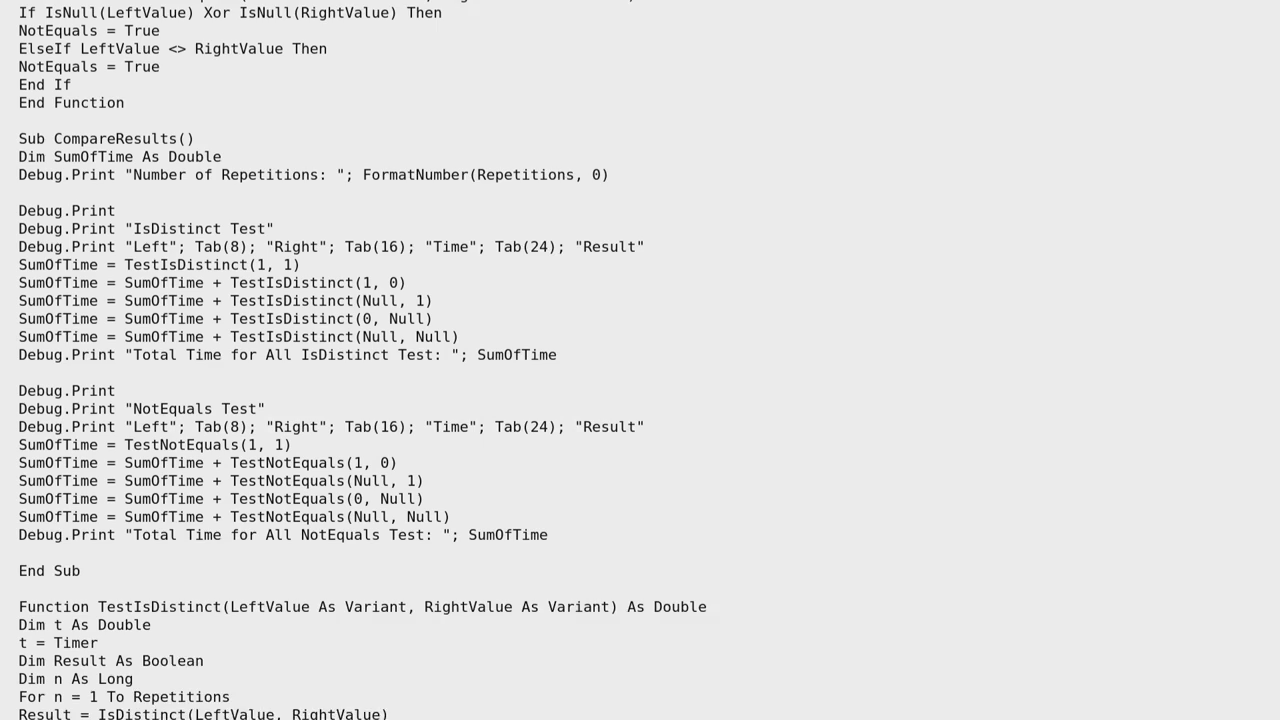 If IsNull(LeftValue) Xor IsNull(RightValue) Then
NotEquals = True
ElseIf LeftValue <> RightValue Then
NotEquals = True
End If
End Function

Sub CompareResults()
Dim SumOfTime As Double
Debug.Print "Number of Repetitions: "; FormatNumber(Repetitions, 0)

Debug.Print
Debug.Print "IsDistinct Test"
Debug.Print "Left"; Tab(8); "Right"; Tab(16); "Time"; Tab(24); "Result"
SumOfTime = TestIsDistinct(1, 1)
SumOfTime = SumOfTime + TestIsDistinct(1, 0)
SumOfTime = SumOfTime + TestIsDistinct(Null, 1)
SumOfTime = SumOfTime + TestIsDistinct(0, Null)
SumOfTime = SumOfTime + TestIsDistinct(Null, Null)
Debug.Print "Total Time for All IsDistinct Test: "; SumOfTime

Debug.Print
Debug.Print "NotEquals Test"
Debug.Print "Left"; Tab(8); "Right"; Tab(16); "Time"; Tab(24); "Result"
SumOfTime = TestNotEquals(1, 1)
SumOfTime = SumOfTime + TestNotEquals(1, 0)
SumOfTime = SumOfTime + TestNotEquals(Null, 1)
SumOfTime = SumOfTime + TestNotEquals(0, Null)
SumOfTime = SumOfTime + TestNotEquals(Null, Null)
Debug.Print "Total Time for All NotEquals Test: "; SumOfTime

End Sub

Function TestIsDistinct(LeftValue As Variant, RightValue As Variant) As Double
Dim t As Double
t = Timer
Dim Result As Boolean
Dim n As Long
For n = 1 To Repetitions
Result = IsDistinct(LeftValue, RightValue)